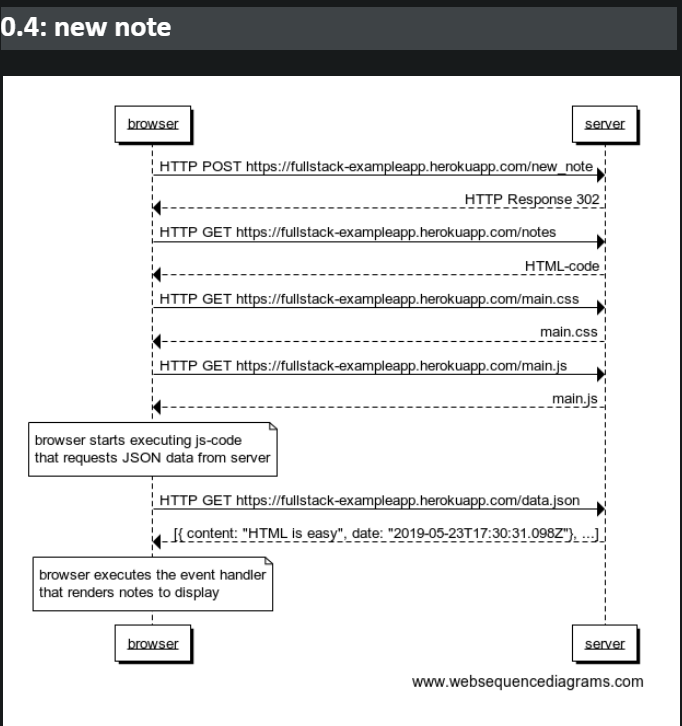 0.4: new note
browser
server
HTTP POST https://fullstack-exampleapp.herokuapp.com/new_note
HTTP Response 302
HTTP GET https://fullstack-exampleapp.herokuapp.com/notes
HTML-code
HTTP GET https://fullstack-exampleapp.herokuapp.com/main.css
main.css
HTTP GET https://fullstack-exampleapp.herokuapp.com/main.js
main.js
browser starts executing js-code
that requests JSON data from server
HTTP GET https://fullstack-exampleapp.herokuapp.com/data.json
[{ content: "HTML is easy", date: "2019-05-23T17:30:31.098Z"}, ...]
browser executes the event handler
that renders notes to display
browser
server
www.websequencediagrams.com